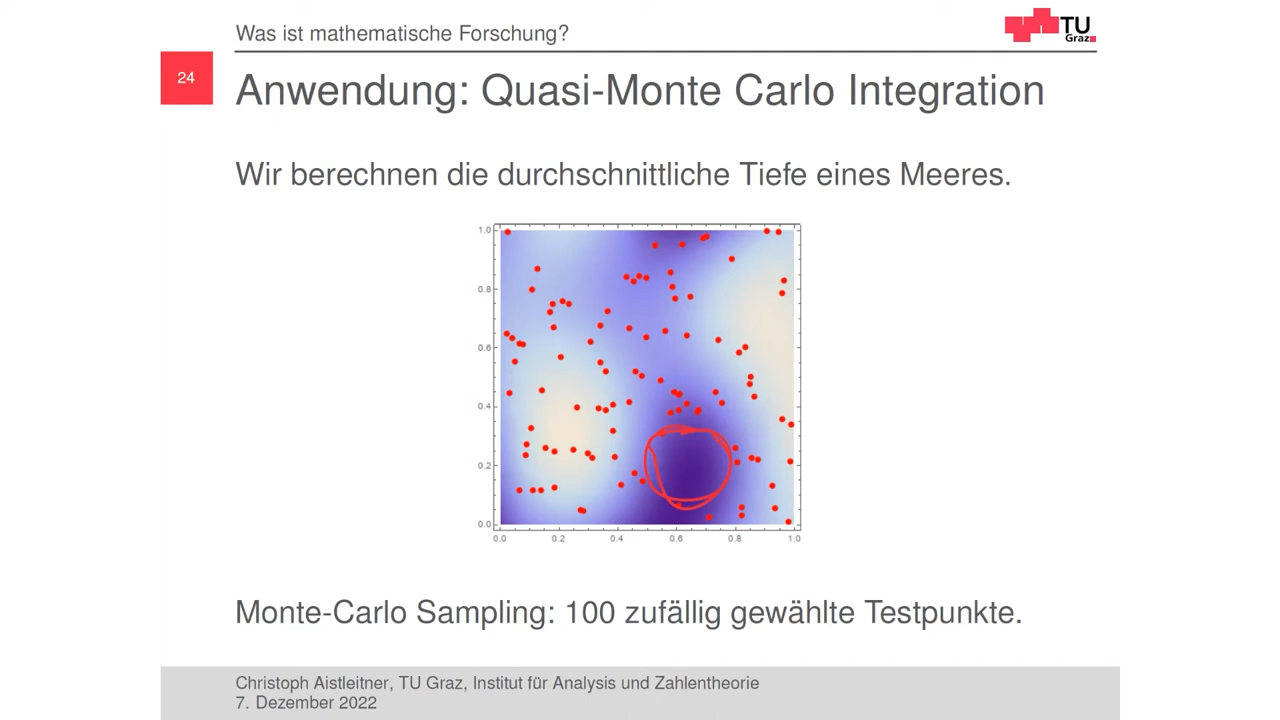 Was ist mathematische Forschung?
TU
Graz
24
Anwendung: Quasi-Monte Carlo Integration
Wir berechnen die durchschnittliche Tiefe eines Meeres.
1.0
0.8
0.6
0.4
0.2
0.0
0.0 0.2 0.4 0.6 0.8 1.0
Monte-Carlo Sampling: 100 zufällig gewählte Testpunkte.
Christoph Aistleitner, TU Graz, Institut für Analysis und Zahlentheorie
7. Dezember 2022